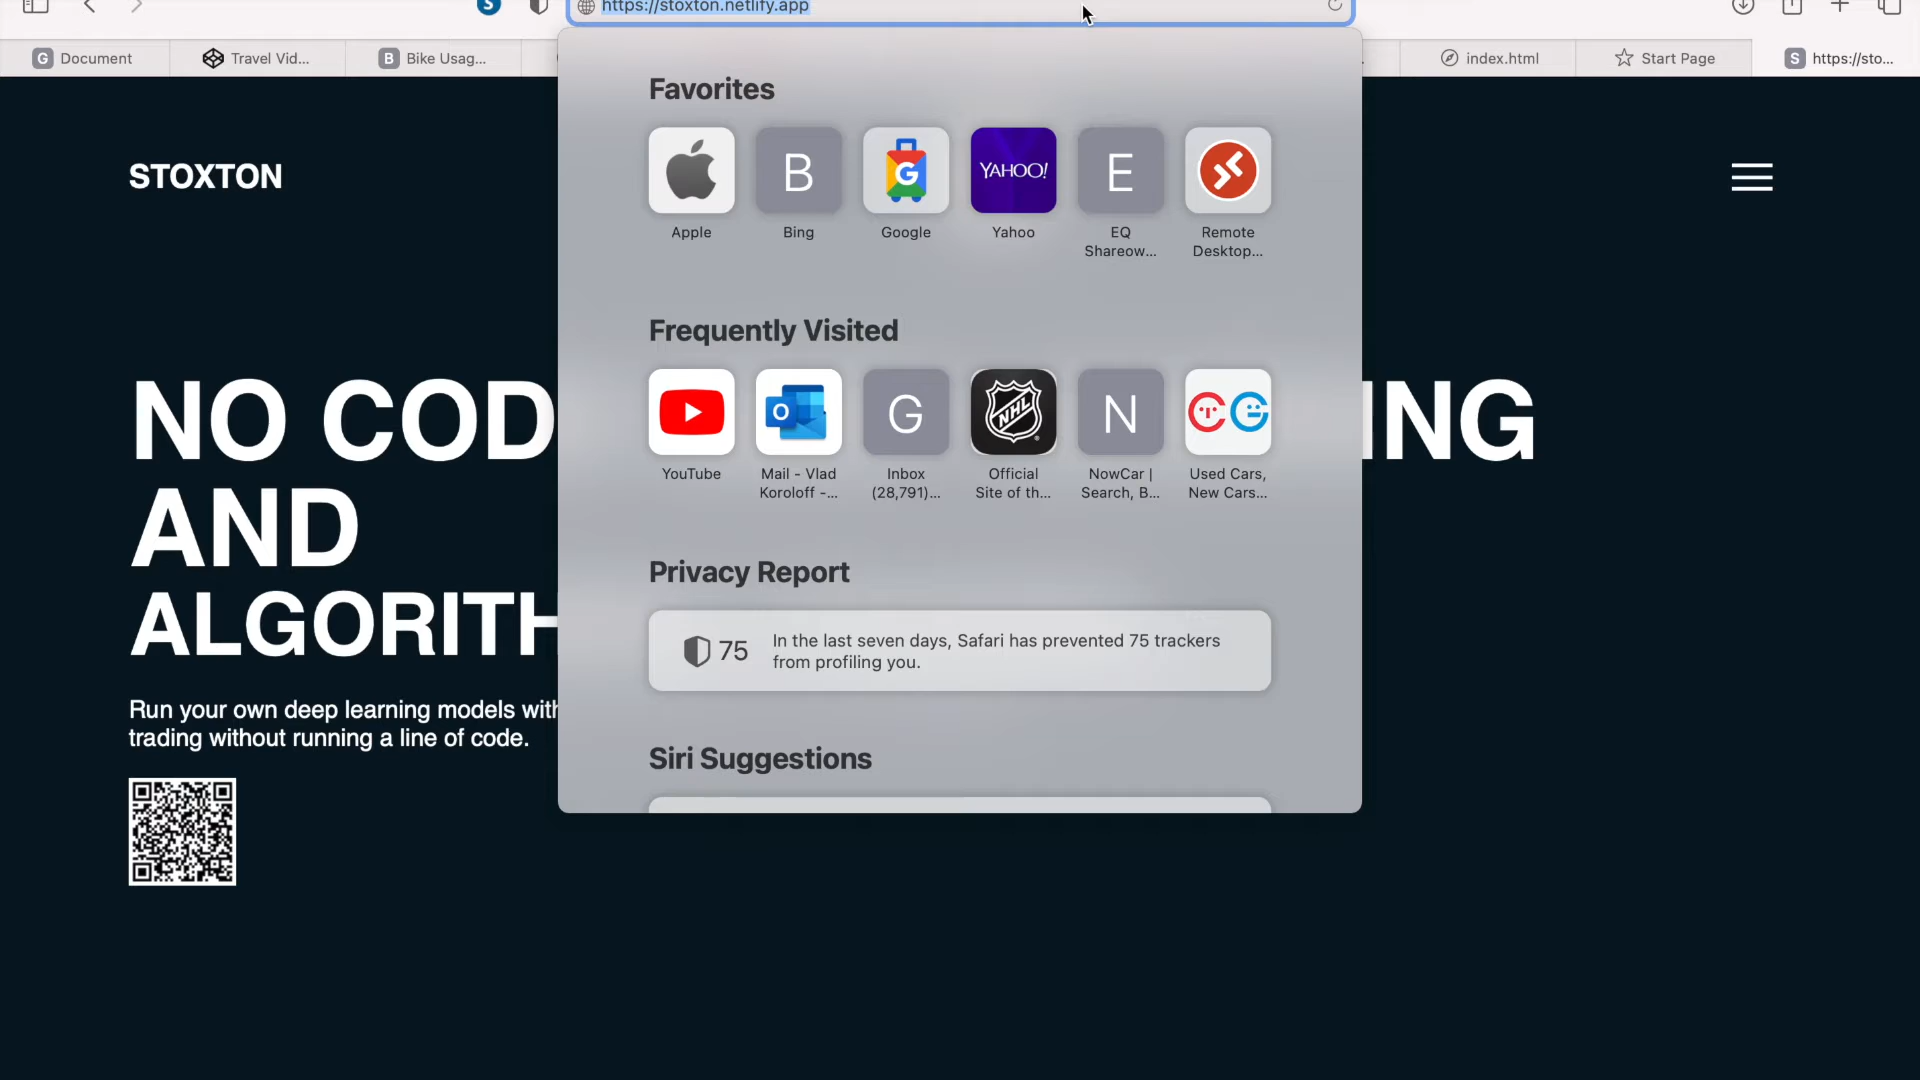 https://stoxton.netlify.app
G Document
Travel Vid...
B Bike Usag...
index.html
Start Page
S https://sto...
STOXTON
NO COD
ING
AND
ALGORITH
Run your own deep learning models with
trading without running a line of code.
Favorites
B
G
YAHOO!
E
Apple
Bing
Google
Yahoo
EQ
Shareow...
Remote
Desktop...
Frequently Visited
O
G
NHL
N
CG
YouTube
Mail - Vlad
Koroloff -...
Inbox
(28,791)...
Official
Site of th...
NowCar |
Search, B...
Used Cars,
New Cars...
Privacy Report
75
In the last seven days, Safari has prevented 75 trackers
from profiling you.
Siri Suggestions